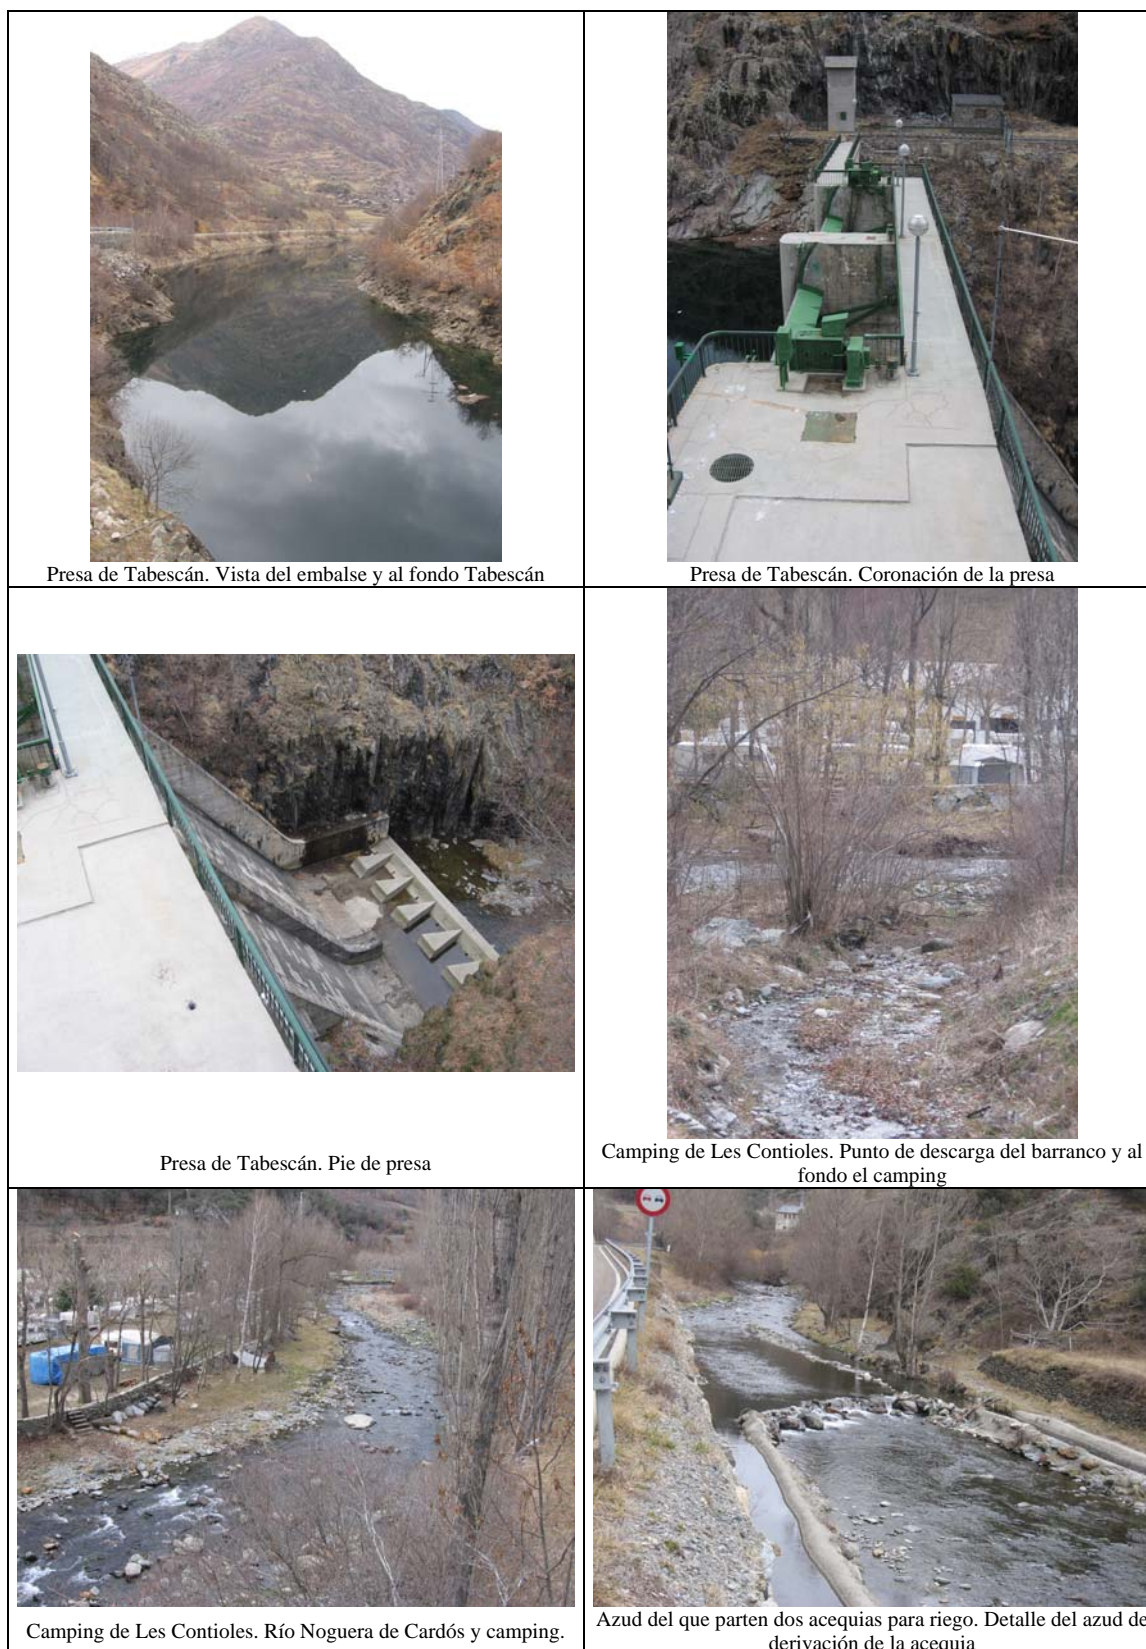 Presa de Tabescán. Vista del embalse y al fondo Tabescán
Presa de Tabescán. Coronación de la presa
Presa de Tabescán. Pie de presa
Camping de Les Contioles. Punto de descarga del barranco y al
fondo el camping
Camping de Les Contioles. Río Noguera de Cardós y camping.
Azud del que parten dos acequias para riego. Detalle del azud de
derivación de la acequia